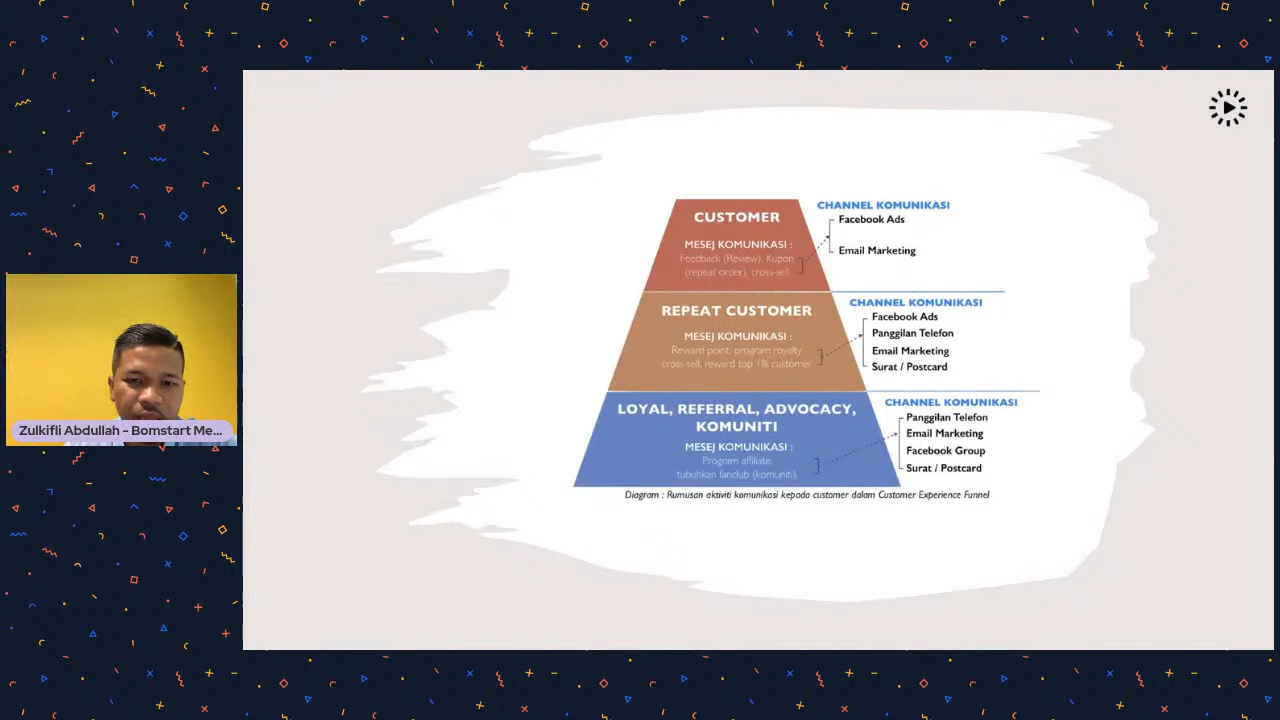 CUSTOMER
MESEJ KOMUNIKASI :
Feedback (Review), Kupon
(repeat order), cross-sell
CHANNEL KOMUNIKASI
Facebook Ads
Email Marketing
REPEAT CUSTOMER
MESEJ KOMUNIKASI :
Reward point, program royalty
cross-sell, reward top 1% customer
CHANNEL KOMUNIKASI
Facebook Ads
Panggilan Telefon
Email Marketing
Surat / Postcard
LOYAL, REFERRAL, ADVOCACY,
KOMUNITI
MESEJ KOMUNIKASI :
Program affiliate,
tubuhkan fanclub (komuniti).
CHANNEL KOMUNIKASI
Panggilan Telefon
Email Marketing
Facebook Group
Surat / Postcard
Diagram : Rumusan aktiviti komunikasi kepada customer dalam Customer Experience Funnel
Zulkifli Abdullah - Bomstart Me...